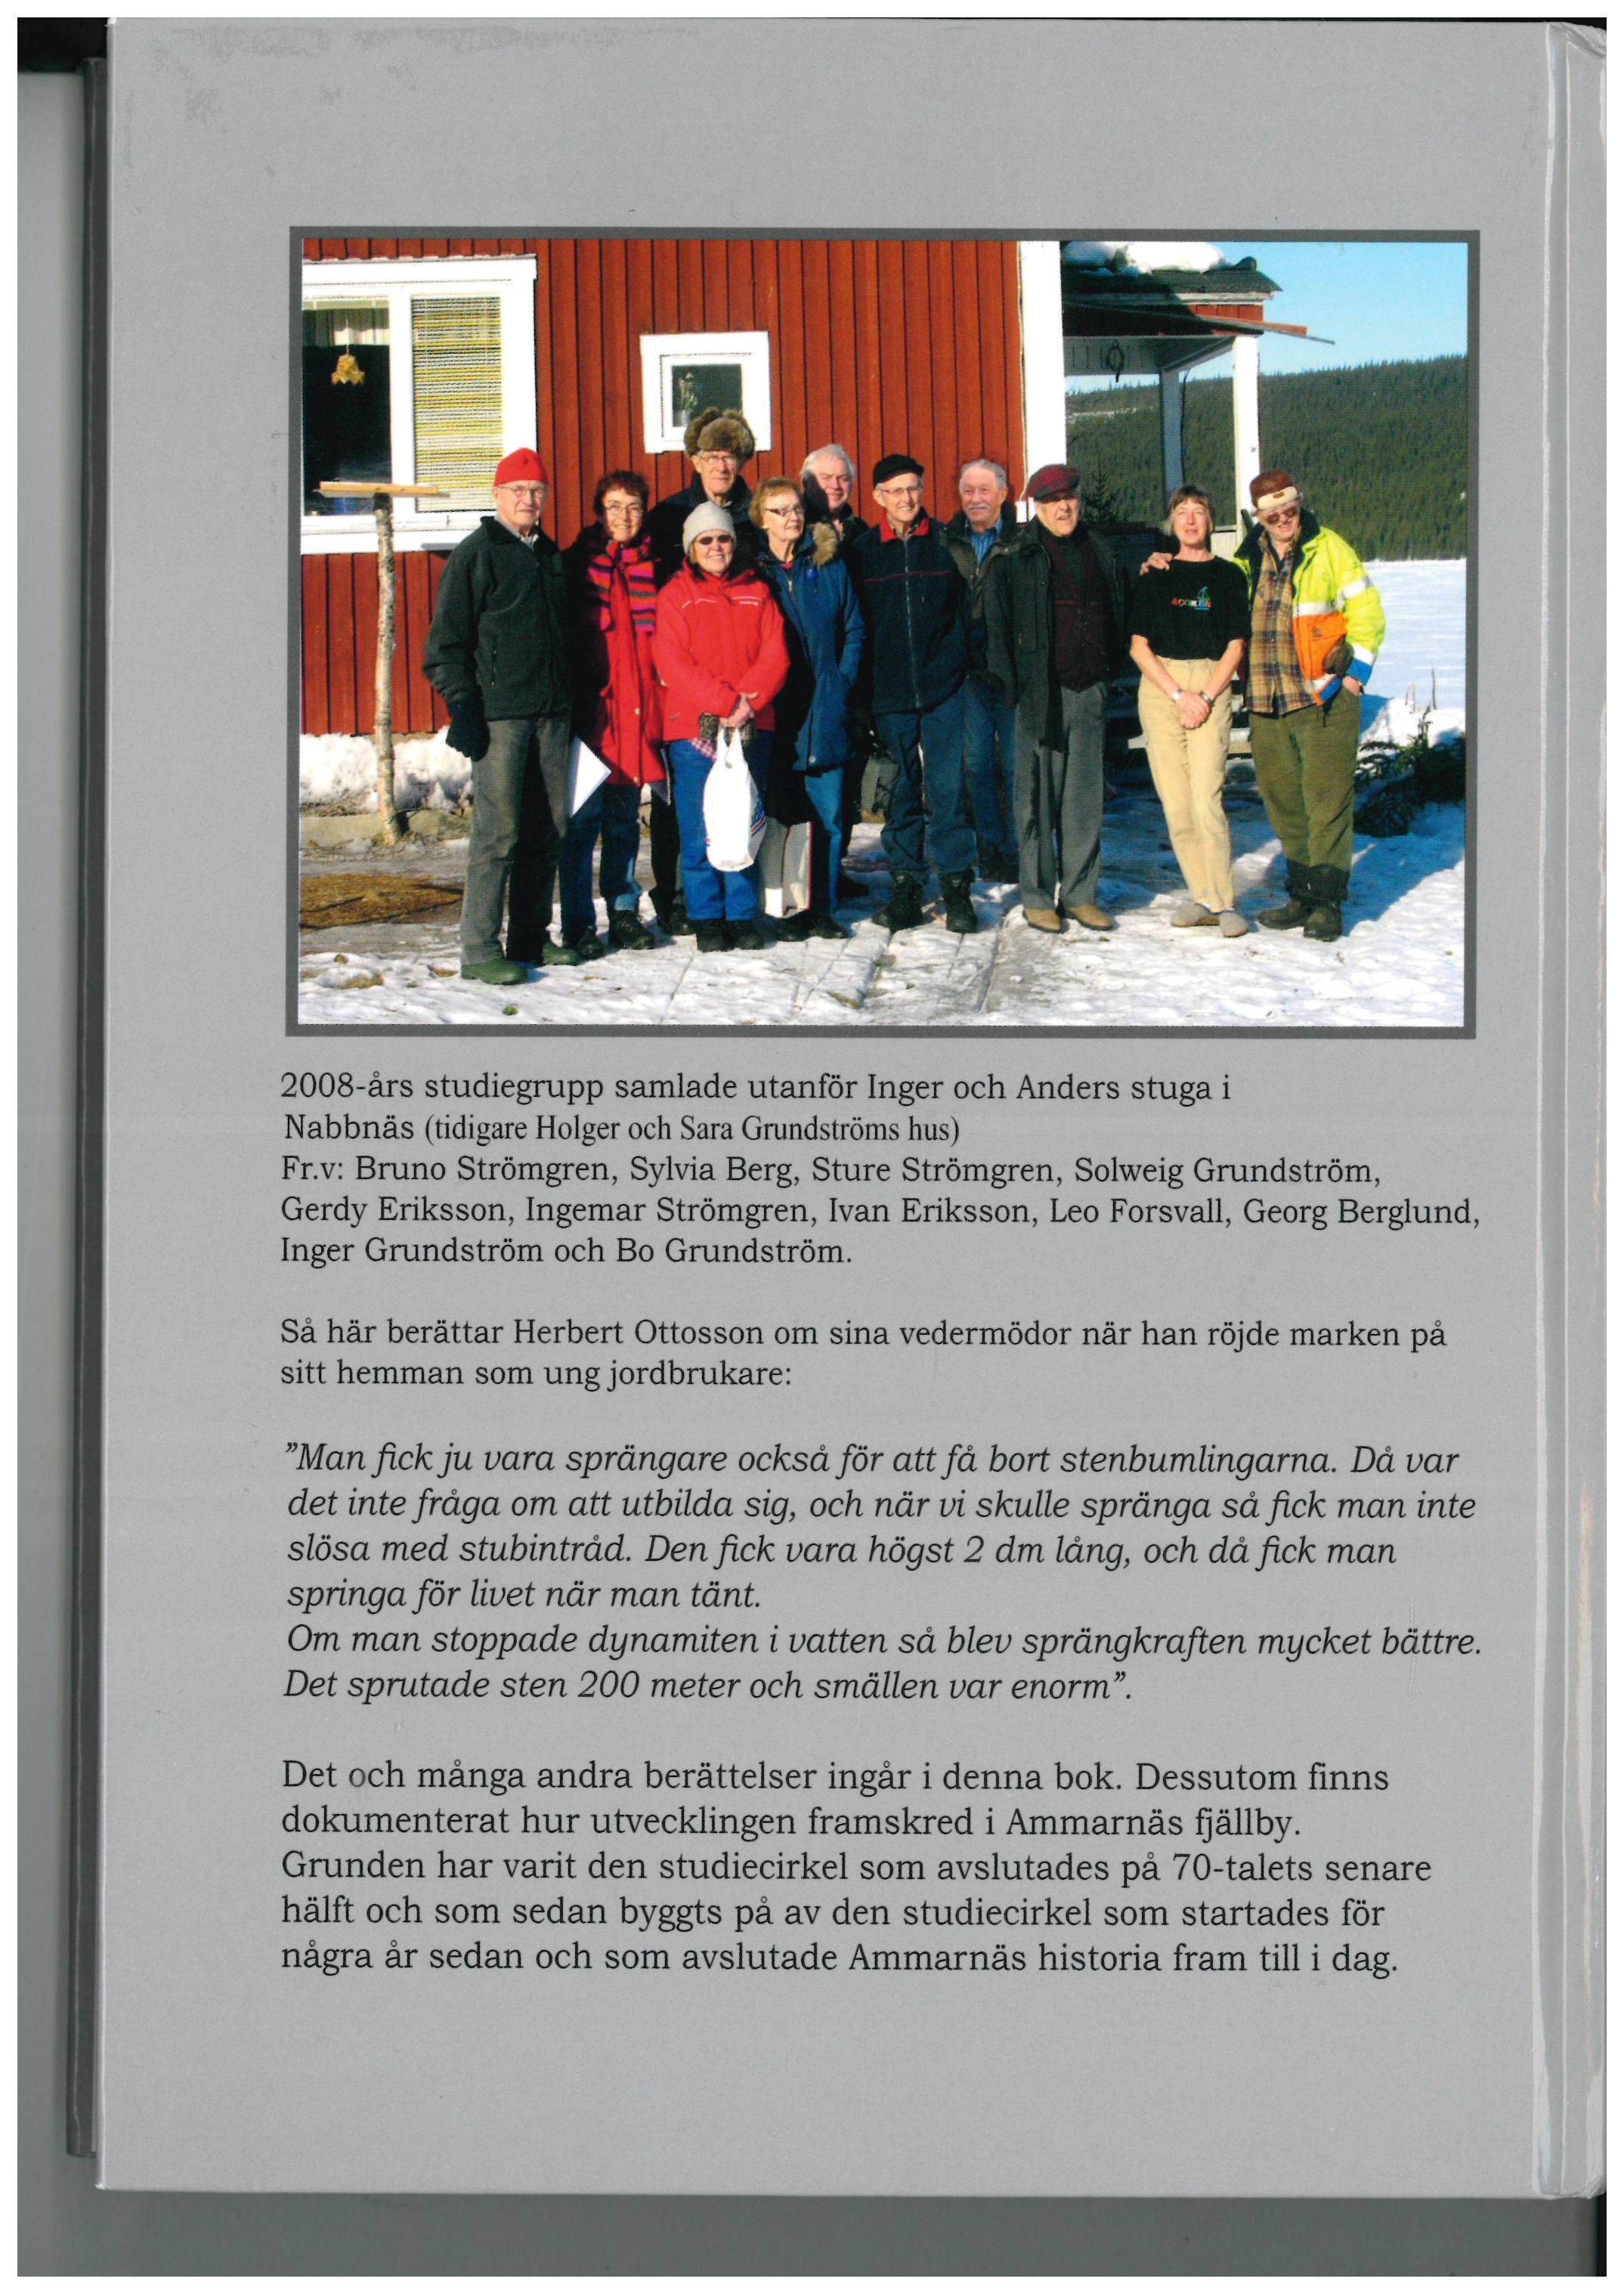 2008-års studiegrupp samlade utanför Inger och Anders stuga i
Nabbnäs (tidigare Holger och Sara Grundströms hus)
Fr.v: Bruno Strömgren, Sylvia Berg, Sture Strömgren, Solweig Grundström,
Gerdy Eriksson, Ingemar Strömgren, Ivan Eriksson, Leo Forsvall, Georg Berglund,
Inger Grundström och Bo Grundström.
Så här berättar Herbert Ottosson om sina vedermödor när han röjde marken på
sitt hemman som ung jordbrukare:
”Man fick ju vara sprängare också för att få bort stenbumlingarna. Då var
det inte fråga om att utbilda sig, och när vi skulle spränga så fick man inte
slösa med stubintråd. Den fick vara högst 2 dm lång, och då fick man
springa för livet när man tänt.
Om man stoppade dynamiten i vatten så blev sprängkraften mycket bättre.
Det sprutade sten 200 meter och smällen var enorm”.
Det och många andra berättelser ingår i denna bok. Dessutom finns
dokumenterat hur utvecklingen framskred i Ammarnäs fjällby.
Grunden har varit den studiecirkel som avslutades på 70-talets senare
hälft och som sedan byggts på av den studiecirkel som startades för
några år sedan och som avslutade Ammarnäs historia fram till i dag.